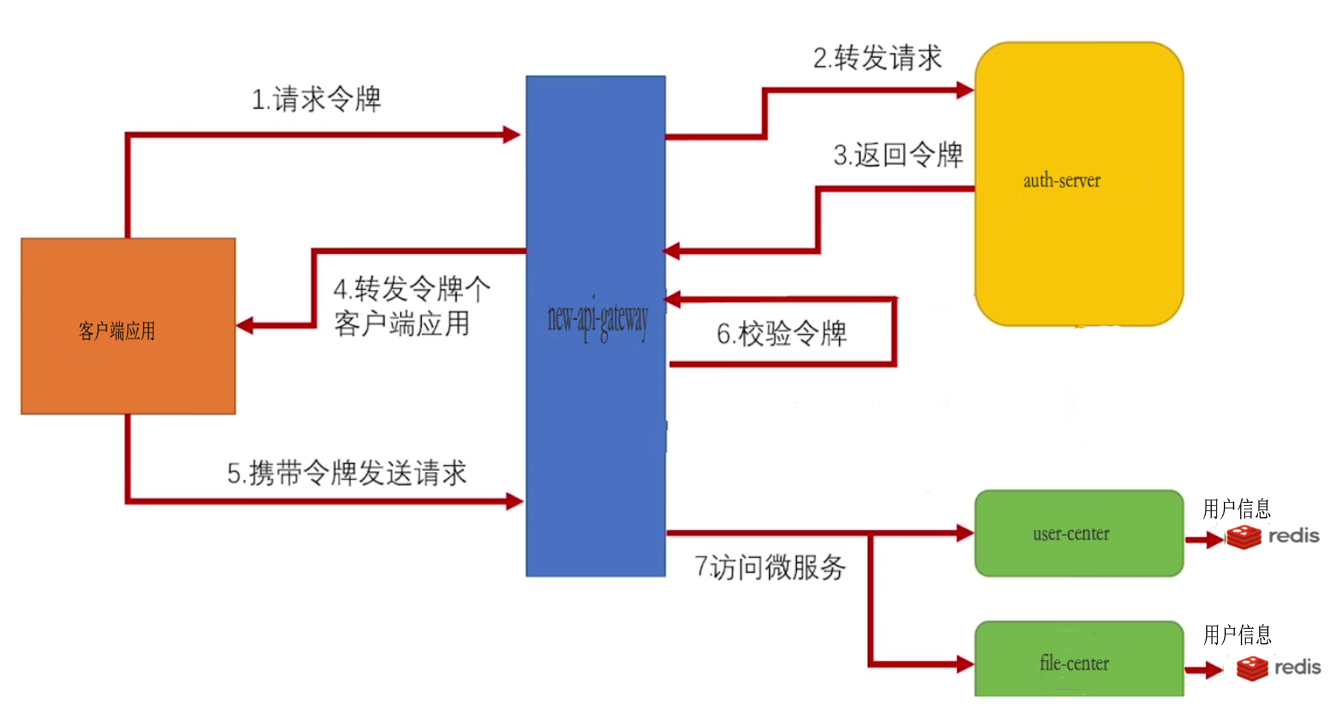 2.转发请求
1.请求令牌
3.返回令牌
auth-server
4.转发令牌个
客户端应用
new-api-gateway
客户端应用
6.校验令牌
5.携带令牌发送请求
用户信息
user-center
redis
7.访问微服务
用户信息
file-center
redis